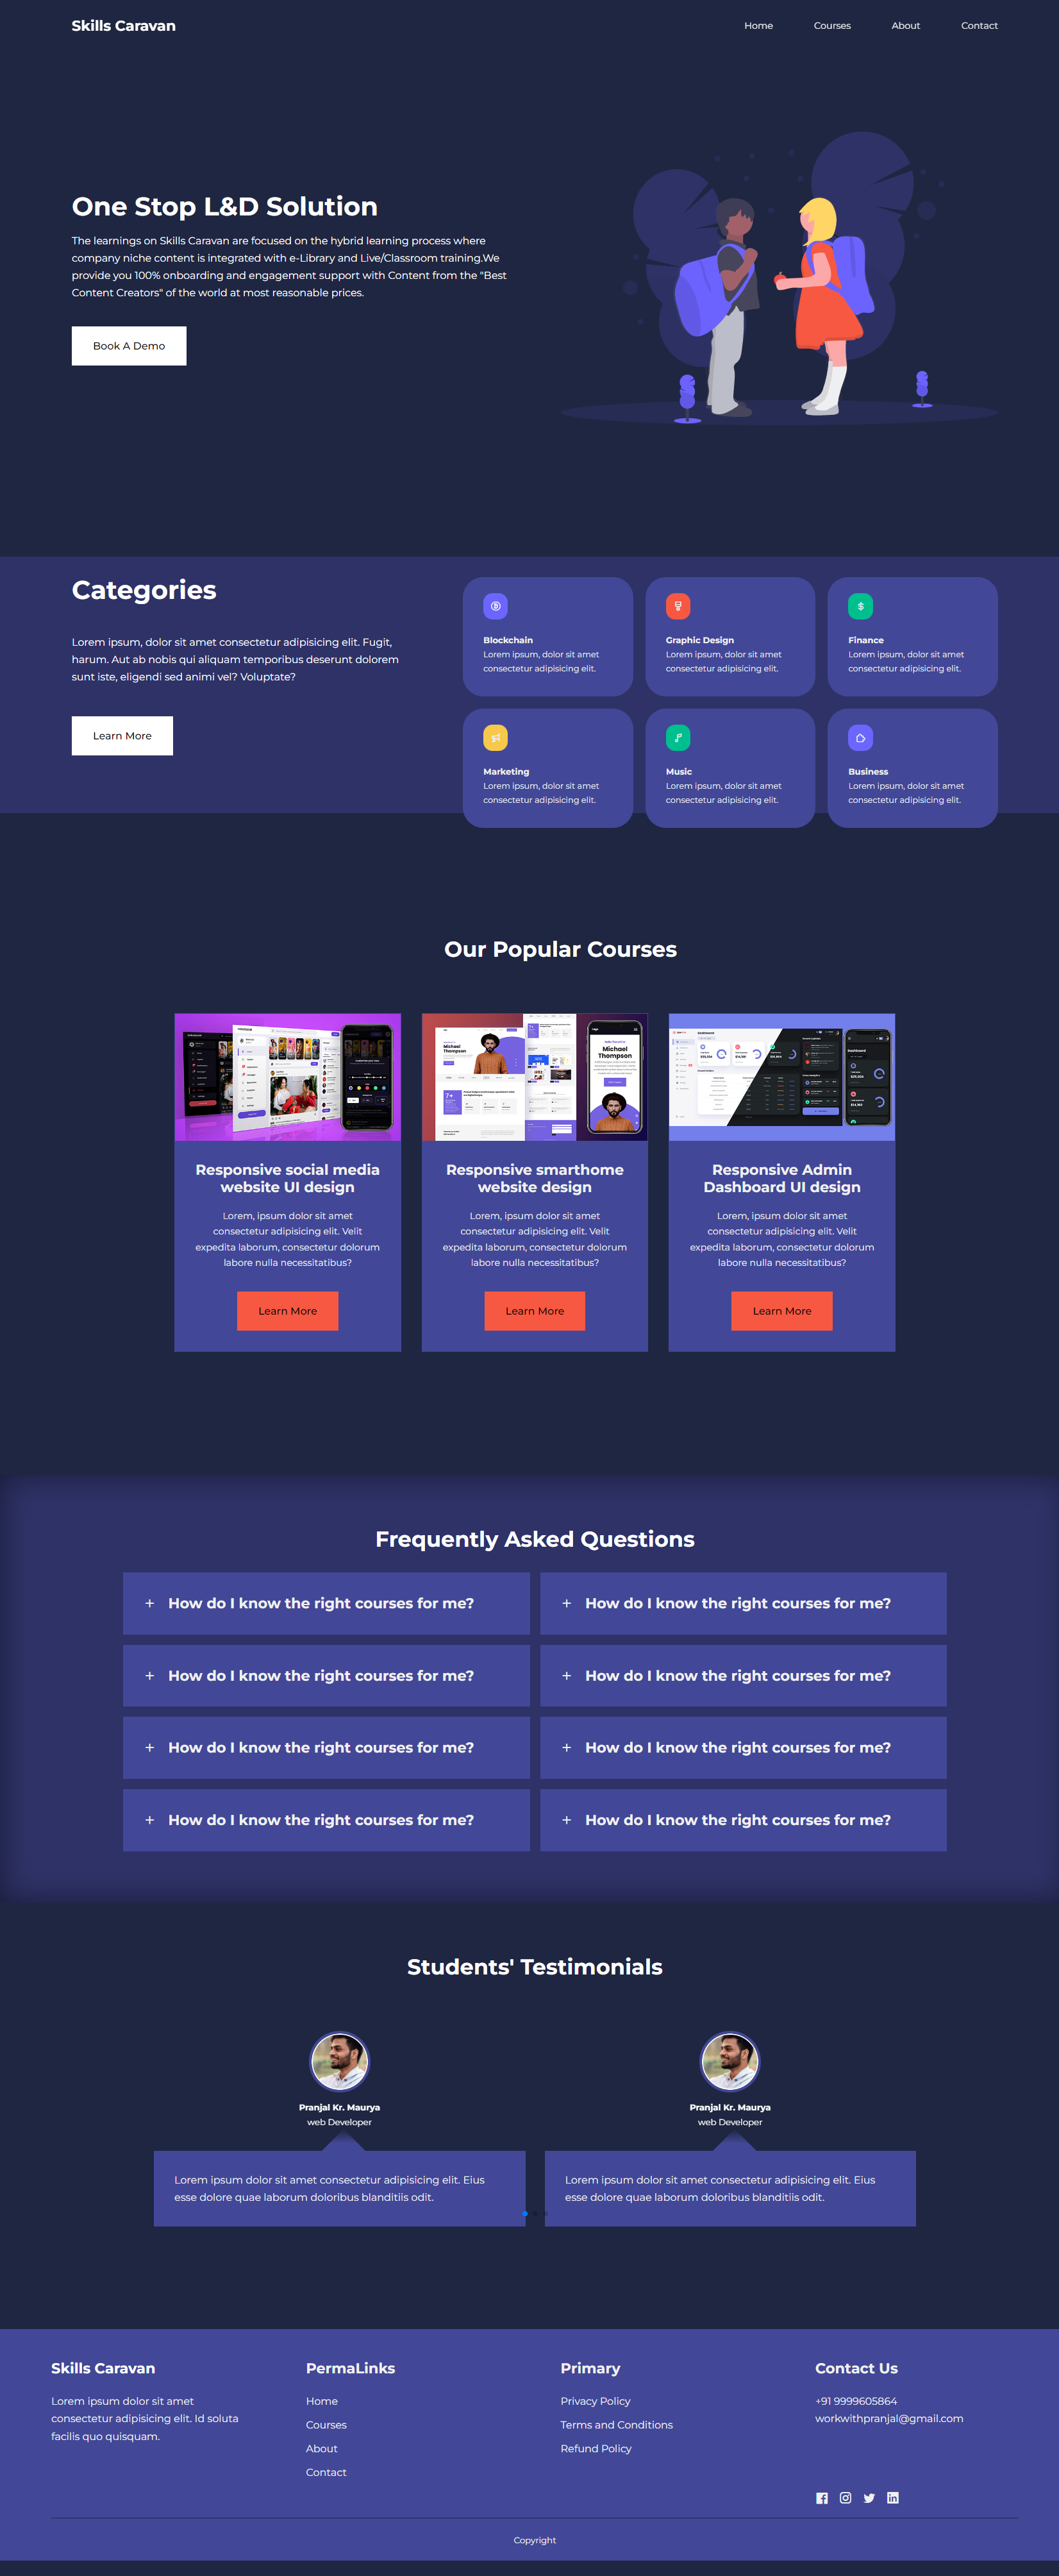 Skills Caravan
Home
Courses
About
Contact
One Stop L&D Solution
The learnings on Skills Caravan are focused on the hybrid learning process where
company niche content is integrated with e-Library and Live/Classroom training.We
provide you 100% onboarding and engagement support with Content from the "Best
Content Creators" of the world at most reasonable prices.
Book A Demo
Categories
Lorem ipsum, dolor sit amet consectetur adipisicing elit. Fugit,
harum. Aut ab nobis qui aliquam temporibus deserunt dolorem
sunt iste, eligendi sed animi vel? Voluptate?
Learn More
Blockchain
Lorem ipsum, dolor sit amet
consectetur adipisicing elit.
Graphic Design
Lorem ipsum, dolor sit amet
consectetur adipisicing elit.
Finance
Lorem ipsum, dolor sit amet
consectetur adipisicing elit.
Marketing
Lorem ipsum, dolor sit amet
consectetur adipisicing elit.
Music
Lorem ipsum, dolor sit amet
consectetur adipisicing elit.
Business
Lorem ipsum, dolor sit amet
consectetur adipisicing elit.
Our Popular Courses
Michael
Thompson
Michael
Thompson
Dashboard
Dashboard
Responsive social media
website UI design
Lorem, ipsum dolor sit amet
consectetur adipisicing elit. Velit
expedita laborum, consectetur dolorum
labore nulla necessitatibus?
Learn More
Responsive smarthome
website design
Lorem, ipsum dolor sit amet
consectetur adipisicing elit. Velit
expedita laborum, consectetur dolorum
labore nulla necessitatibus?
Learn More
Responsive Admin
Dashboard UI design
Lorem, ipsum dolor sit amet
consectetur adipisicing elit. Velit
expedita laborum, consectetur dolorum
labore nulla necessitatibus?
Learn More
Frequently Asked Questions
+ How do I know the right courses for me?
+ How do I know the right courses for me?
+ How do I know the right courses for me?
+ How do I know the right courses for me?
+ How do I know the right courses for me?
+ How do I know the right courses for me?
+ How do I know the right courses for me?
+ How do I know the right courses for me?
Students' Testimonials
Pranjal Kr. Maurya
web Developer
Lorem ipsum dolor sit amet consectetur adipisicing elit. Eius
esse dolore quae laborum doloribus blanditiis odit.
Pranjal Kr. Maurya
web Developer
Lorem ipsum dolor sit amet consectetur adipisicing elit. Eius
esse dolore quae laborum doloribus blanditiis odit.
Skills Caravan
Lorem ipsum dolor sit amet
consectetur adipisicing elit. Id soluta
facilis quo quisquam.
PermaLinks
Home
Courses
About
Contact
Primary
Privacy Policy
Terms and Conditions
Refund Policy
Contact Us
+91 9999605864
workwithpranjal@gmail.com
Copyright